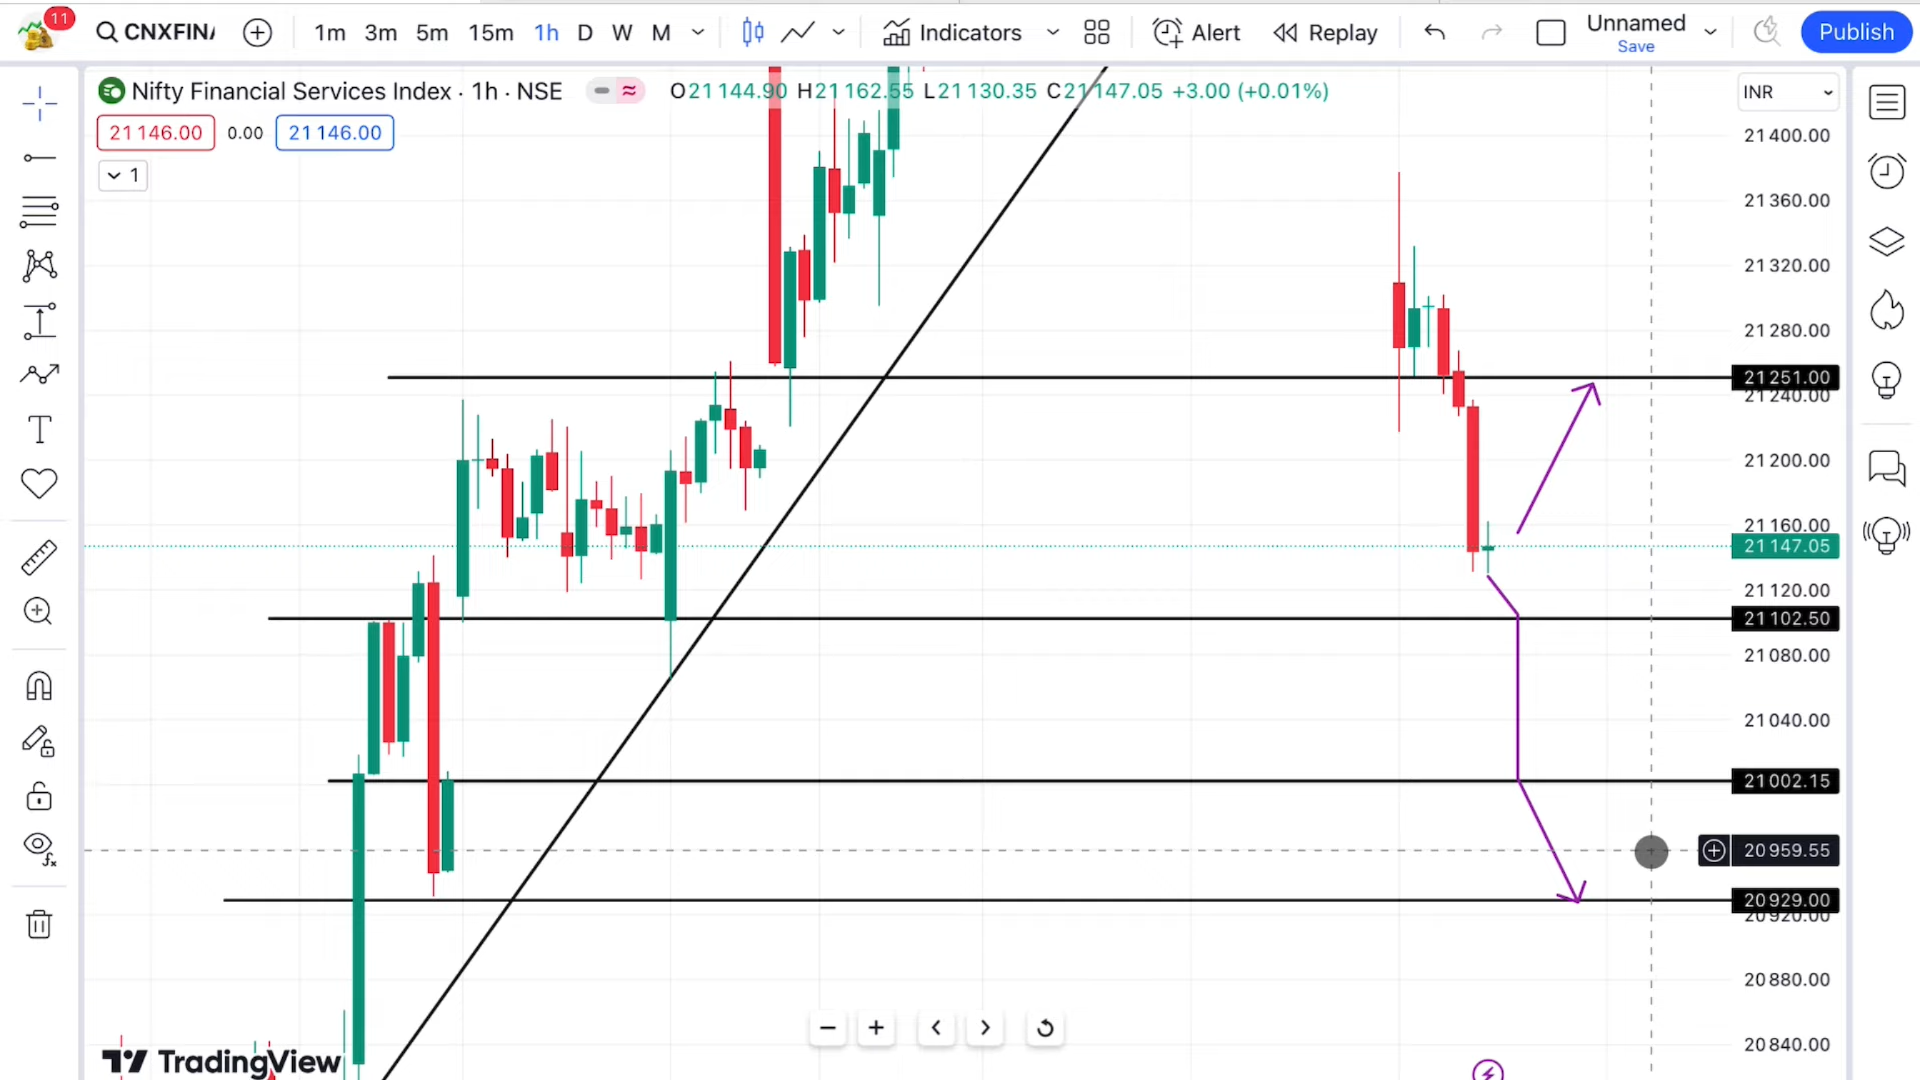 11
CNXFIN
1m 3m 5m 15m 1h D W M
Indicators
Alert
Replay
Unnamed
Save
Publish
Nifty Financial Services Index · 1h · NSE
O21 144.90 H21 162.55 L21 130.35 C21 147.05 +3.00 (+0.01%)
INR
21 146.00 0.00 21 146.00
1
21 400.00
21 360.00
21 320.00
21 280.00
21 251.00
21 240.00
21 200.00
21 160.00
21 147.05
21 120.00
21 102.50
21 080.00
21 040.00
21 002.15
20 959.55
20 929.00
20 920.00
20 880.00
20 840.00
TradingView